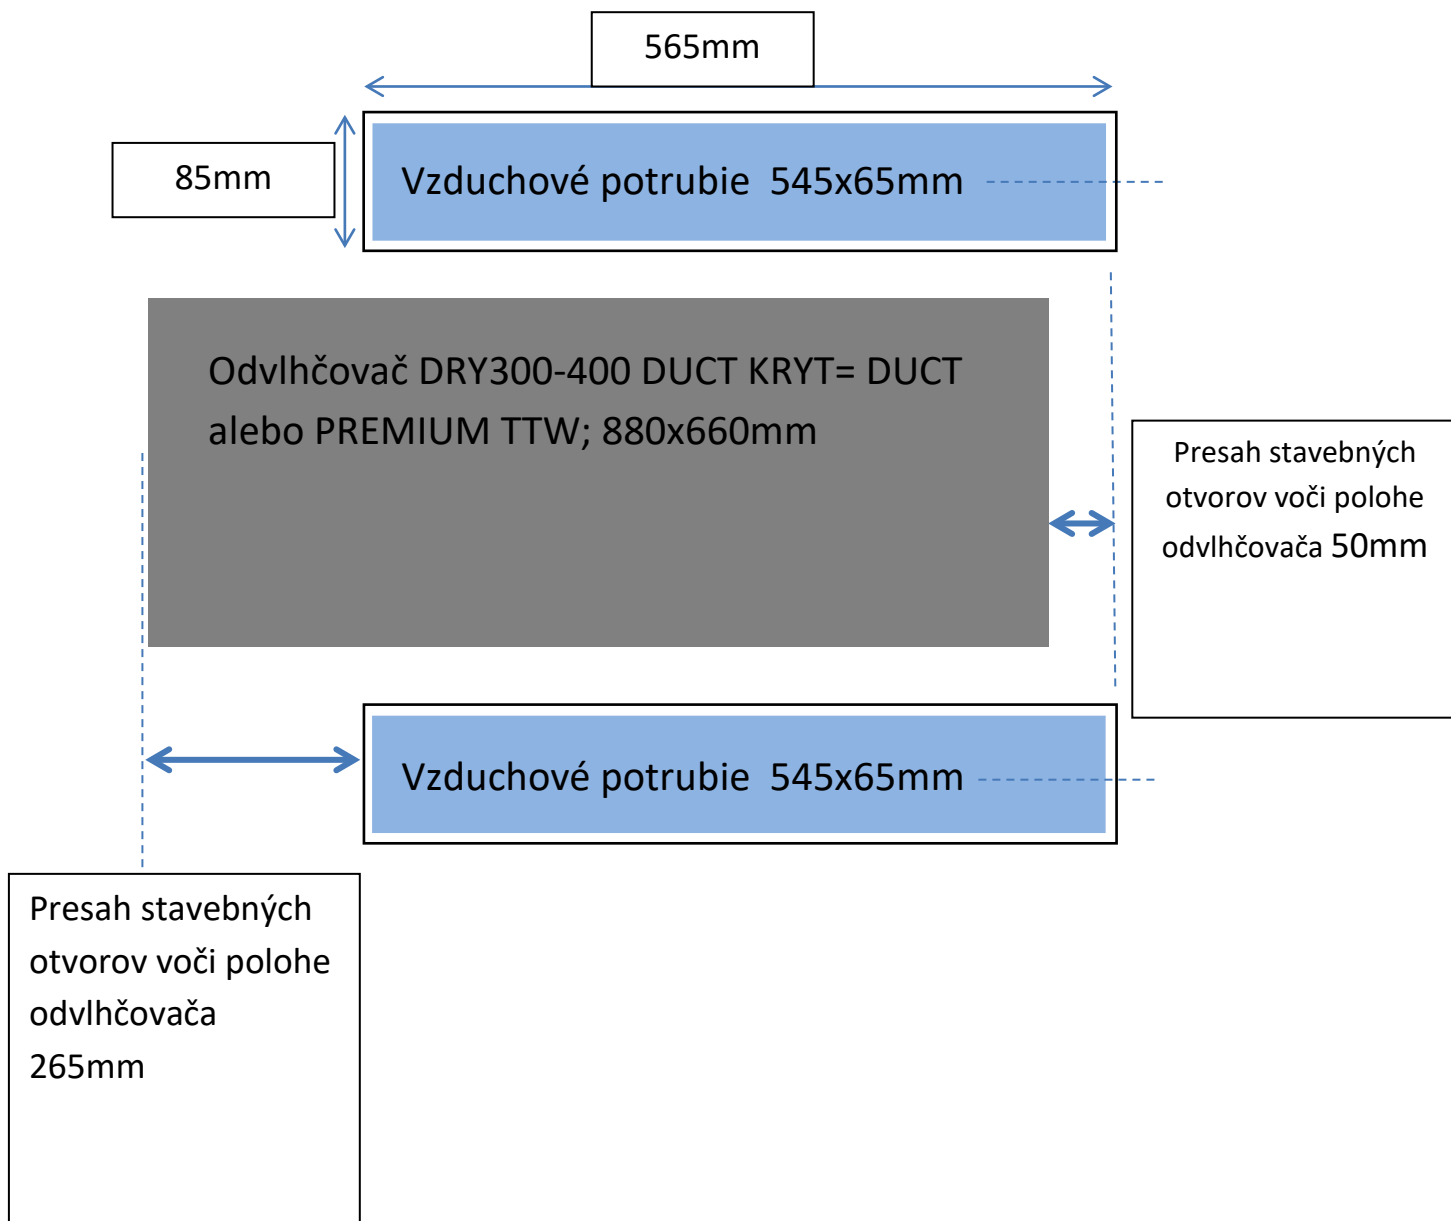 565mm
85mm
Vzduchové potrubie  545x65mm
Odvlhčovač DRY300-400 DUCT KRYT= DUCT
alebo PREMIUM TTW; 880x660mm
Presah stavebných
otvorov voči polohe
odvlhčovača 50mm
Vzduchové potrubie  545x65mm
Presah stavebných
otvorov voči polohe
odvlhčovača
265mm